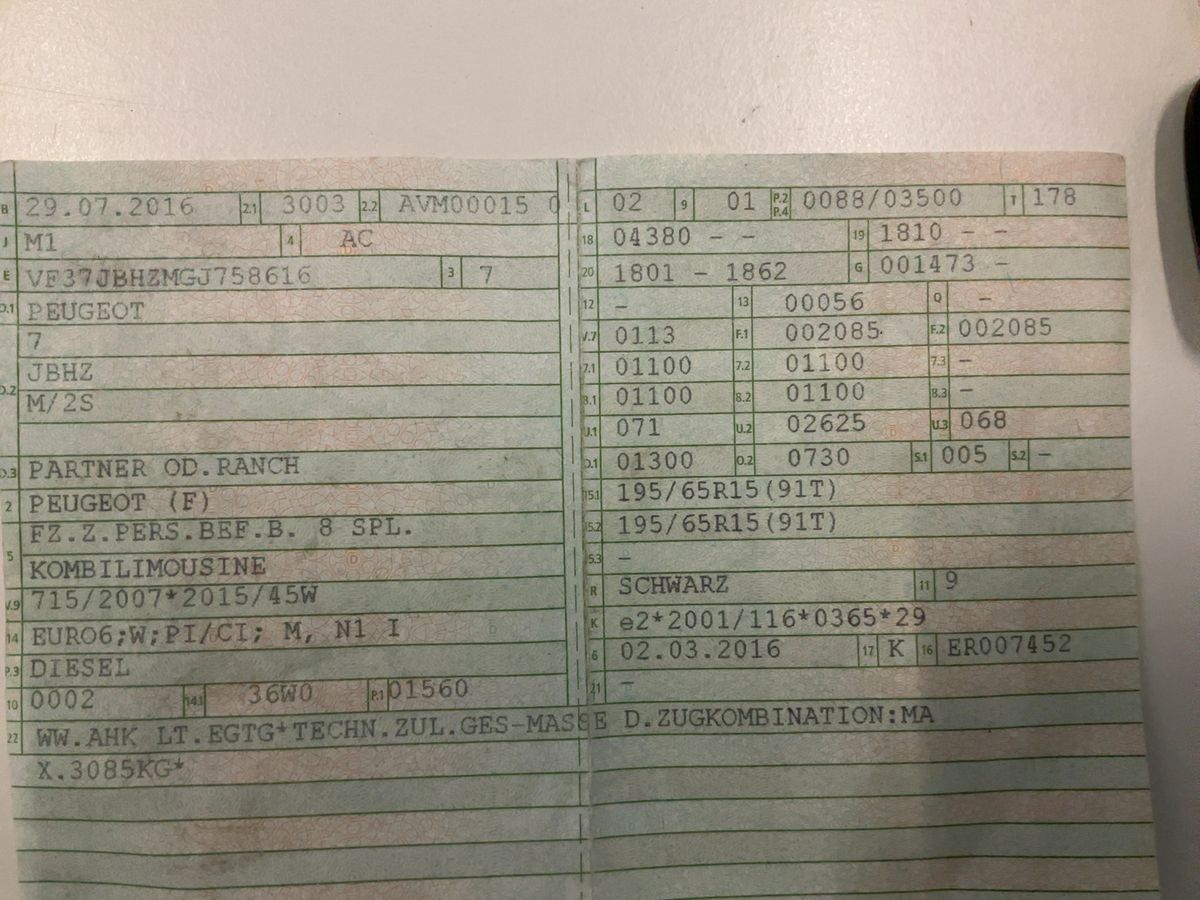 B 29.07.2016 2.1 3003 2.2 AVM00015 0
J M1 4 AC
E VF37JBHZMGJ758616 3 7
D.1 PEUGEOT
7
D.2 JBHZ
M/2S
D.3 PARTNER OD.RANCH
2 PEUGEOT (F)
FZ.Z.PERS.BEF.B. 8 SPL.
5
KOMBILIMOUSINE
V.9 715/2007*2015/45W
14 EURO6;W;PI/CI; M, N1 I
P.3 DIESEL
10 0002 14.1 36W0 P.1 01560
L 02 9 01 P.2 P.4 0088/03500 T 178
18 04380 - - 19 1810 - -
20 1801 - 1862 G 001473 -
12 - 13 00056 Q -
V.7 0113 F.1 002085 F.2 002085
7.1 01100 7.2 01100 7.3 -
8.1 01100 8.2 01100 8.3 -
U.1 071 U.2 02625 U.3 068
O.1 01300 O.2 0730 S.1 005 S.2 -
15.1 195/65R15(91T)
15.2 195/65R15(91T)
15.3 -
R SCHWARZ 11 9
K e2*2001/116*0365*29
6 02.03.2016 17 K 16 ER007452
21 -
22 WW.AHK LT.EGTG*TECHN.ZUL.GES-MASSE D.ZUGKOMBINATION:MA
X.3085KG*